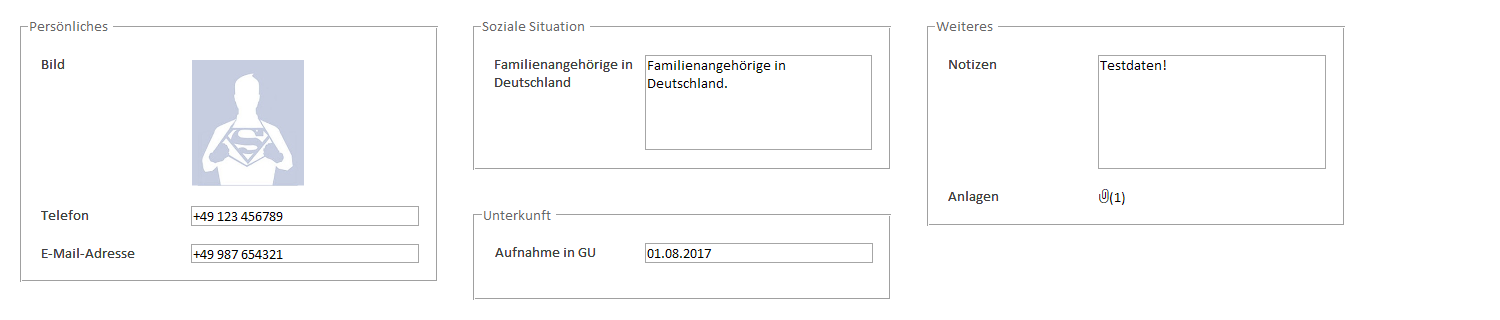 Persönliches
Bild
Telefon
+49 123 456789
E-Mail-Adresse
+49 987 654321
Soziale Situation
Familienangehörige in
Deutschland
Familienangehörige in
Deutschland.
Unterkunft
Aufnahme in GU
01.08.2017
Weiteres
Notizen
Testdaten!
Anlagen
(1)